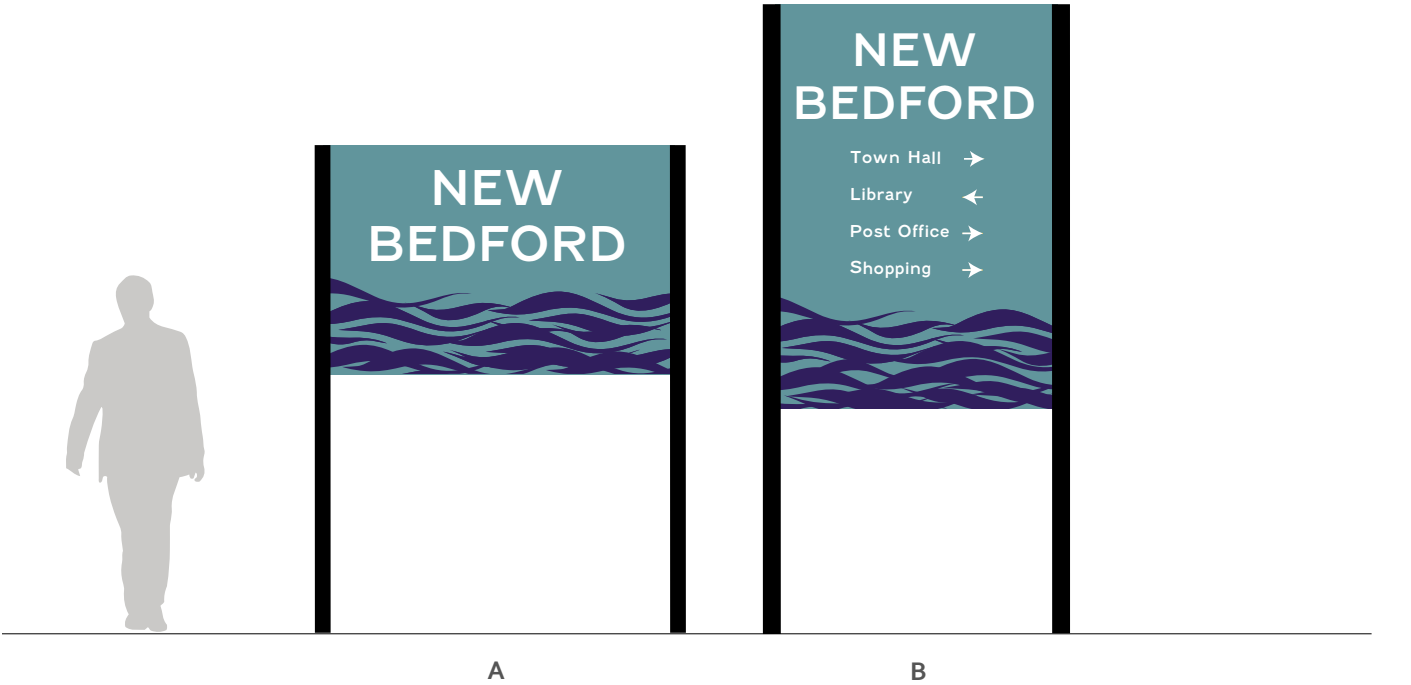 NEW
BEDFORD
NEW
BEDFORD
Town Hall
Library
Post Office
Shopping
A
B